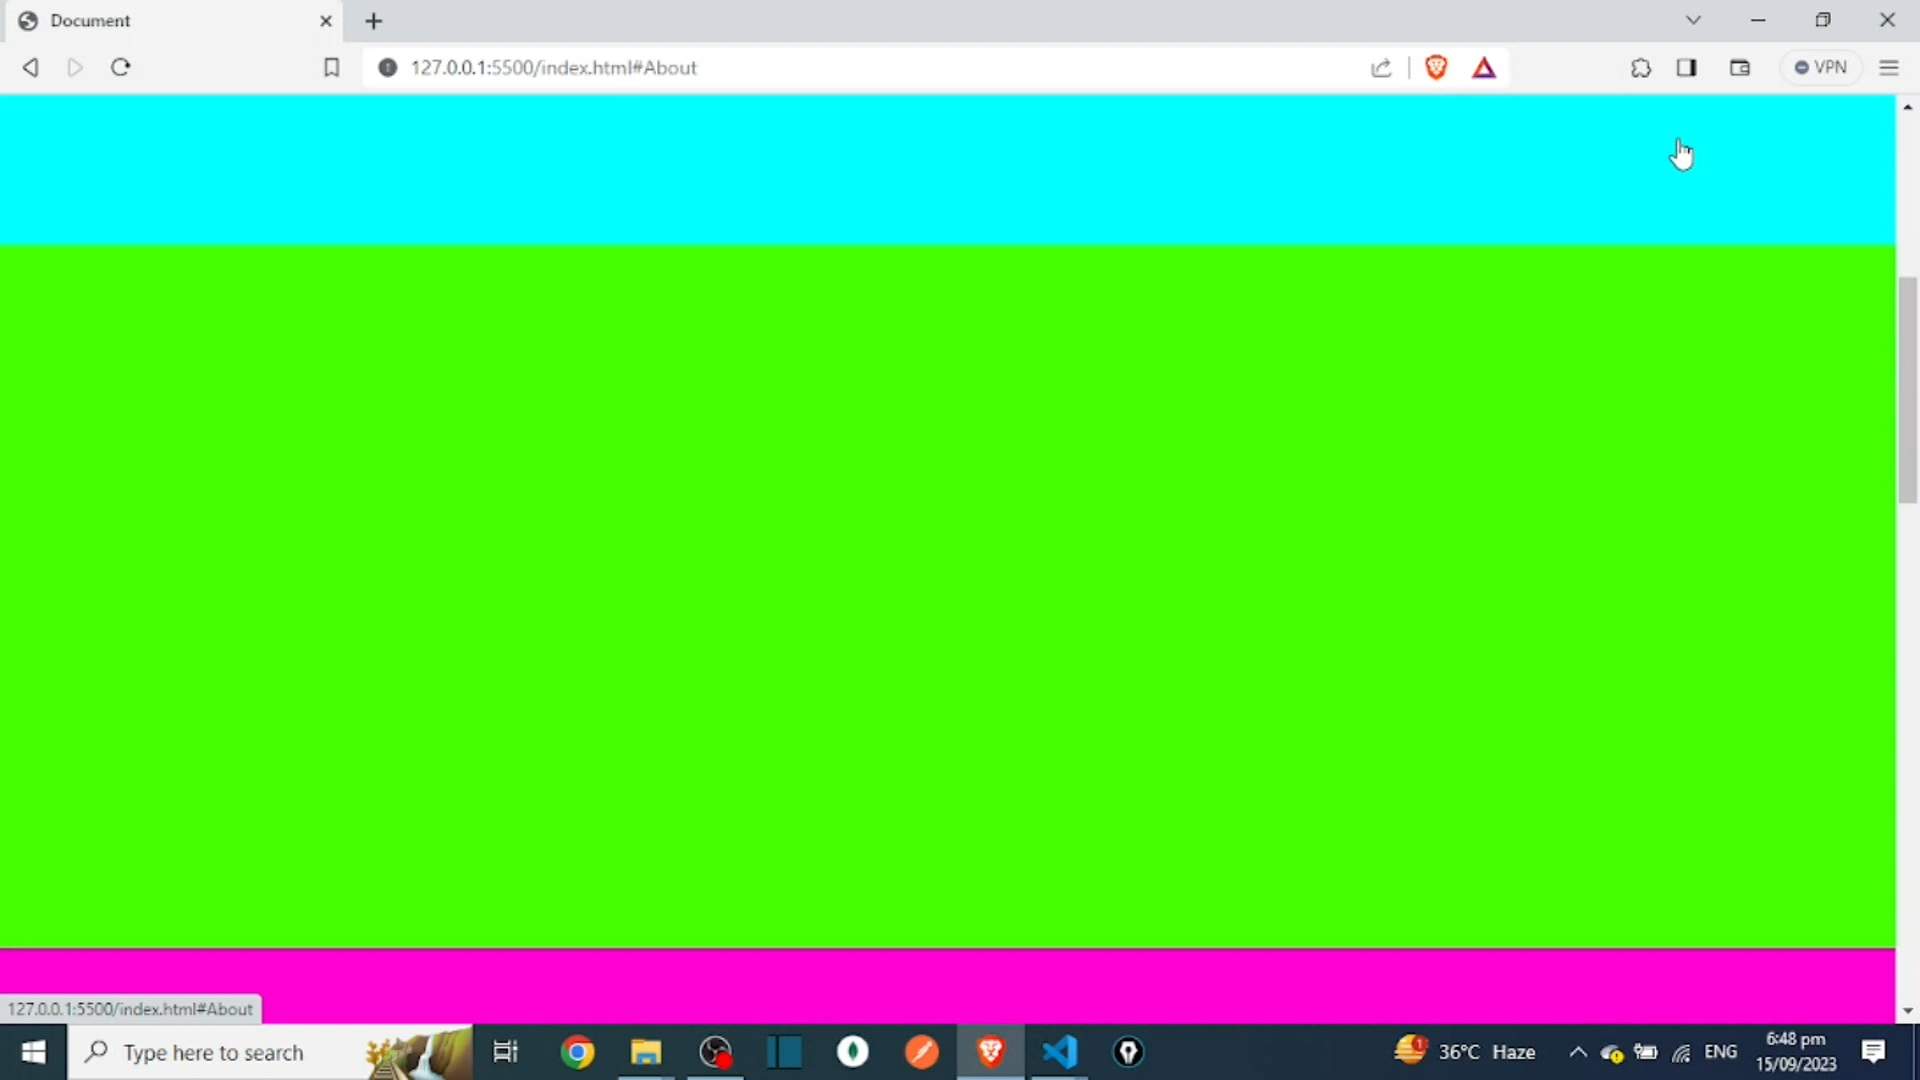 Document
127.0.0.1:5500/index.html#About
VPN
127.0.0.1:5500/index.html#About
Type here to search
1
36°C Haze
ENG
6:48 pm
15/09/2023